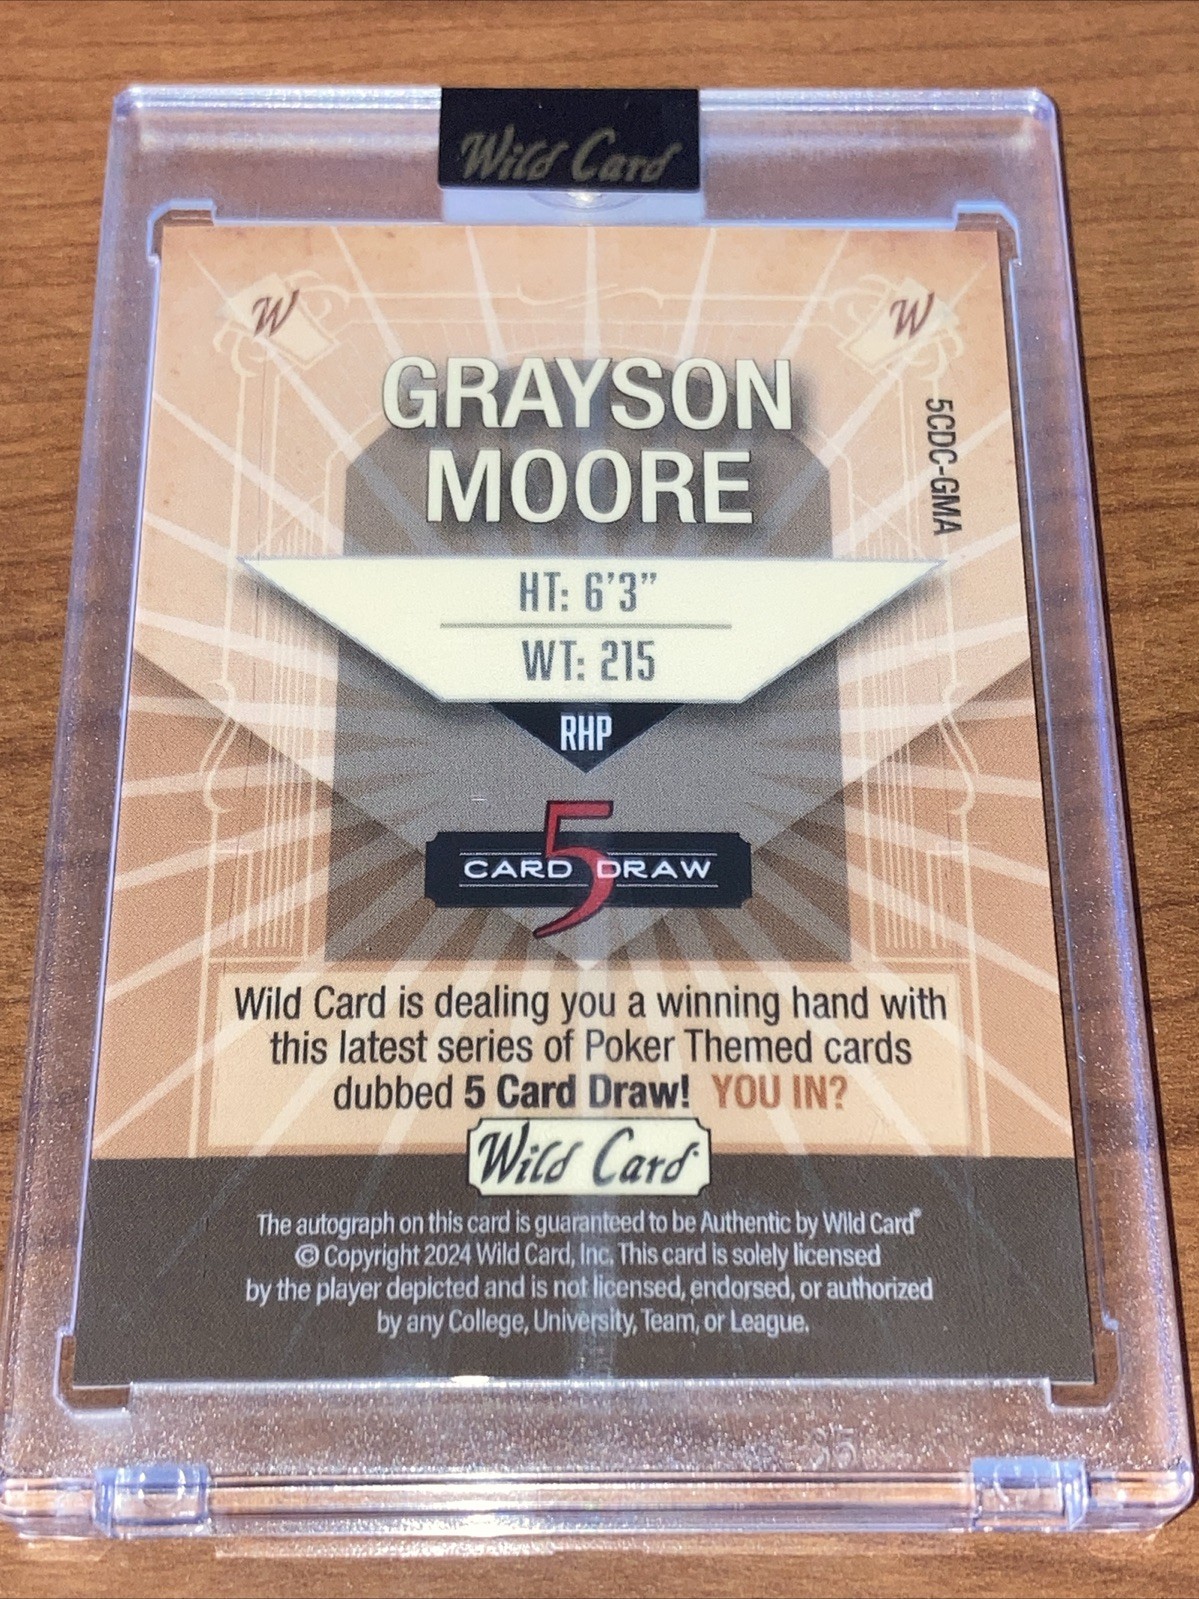 Wild Card
W W
GRAYSON
MOORE
5CDC-GMA
HT: 6'3"
WT: 215
RHP
5
CARD DRAW
Wild Card is dealing you a winning hand with
this latest series of Poker Themed cards
dubbed 5 Card Draw! YOU IN?
Wild Card
The autograph on this card is guaranteed to be Authentic by Wild Card®
© Copyright 2024 Wild Card, Inc. This card is solely licensed
by the player depicted and is not licensed, endorsed, or authorized
by any College, University, Team, or League.